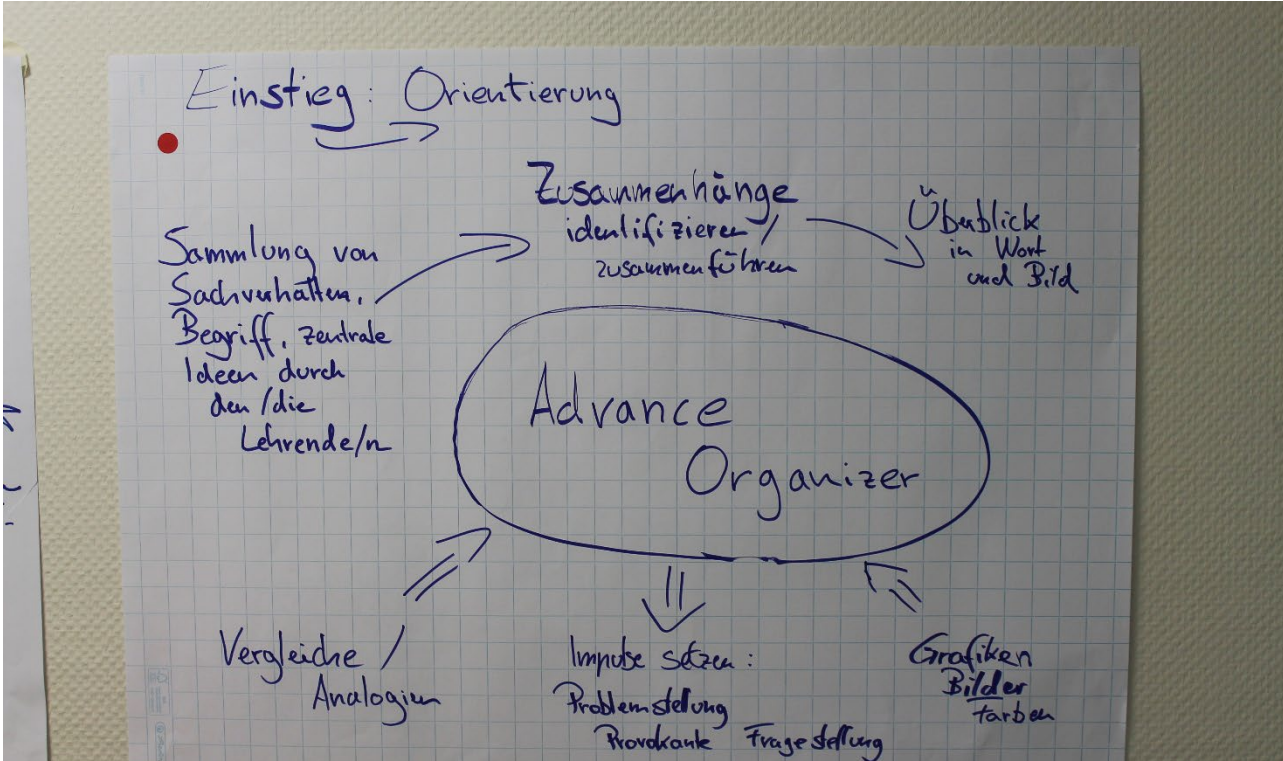 Einstieg: Orientierung
Zusammenhänge
identifizieren /
zusammenführen
Überblick
in Wort
und Bild
Sammlung von
Sachverhalten,
Begriff, zentrale
Ideen durch
den/die
Lehrende/n
Advance
Organizer
Vergleiche /
Analogien
Impulse setzen:
Problemstellung
Provokante Fragestellung
Grafiken
Bilder
Farben